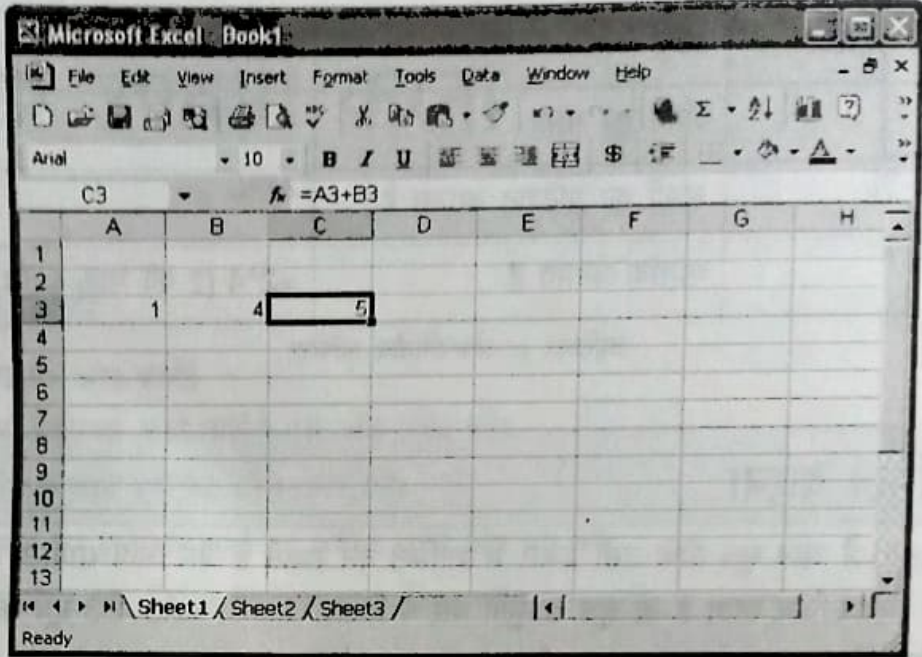 Microsoft Excel Book1
File Edit View Insert Format Tools Data Window Help
Arial 10 B I U $
C3 fx =A3+B3
A B C D E F G H
1
2
3 1 4 5
4
5
6
7
8
9
10
11
12
13
Sheet1 Sheet2 Sheet3
Ready